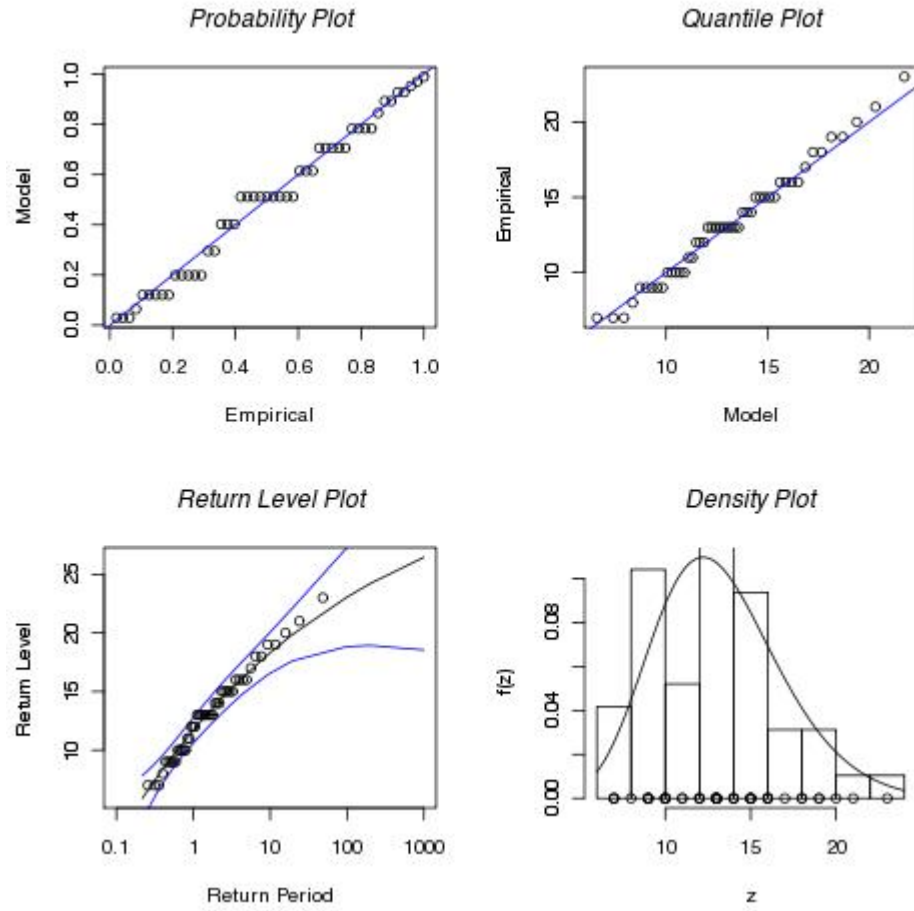 Probability Plot
Model
0.0 0.2 0.4 0.6 0.8 1.0
0.0 0.2 0.4 0.6 0.8 1.0
Empirical
Quantile Plot
Empirical
10 15 20
10 15 20
Model
Return Level Plot
Return Level
10 15 20 25
0.1 1 10 100 1000
Return Period
Density Plot
f(z)
0.00 0.04 0.08
10 15 20
z